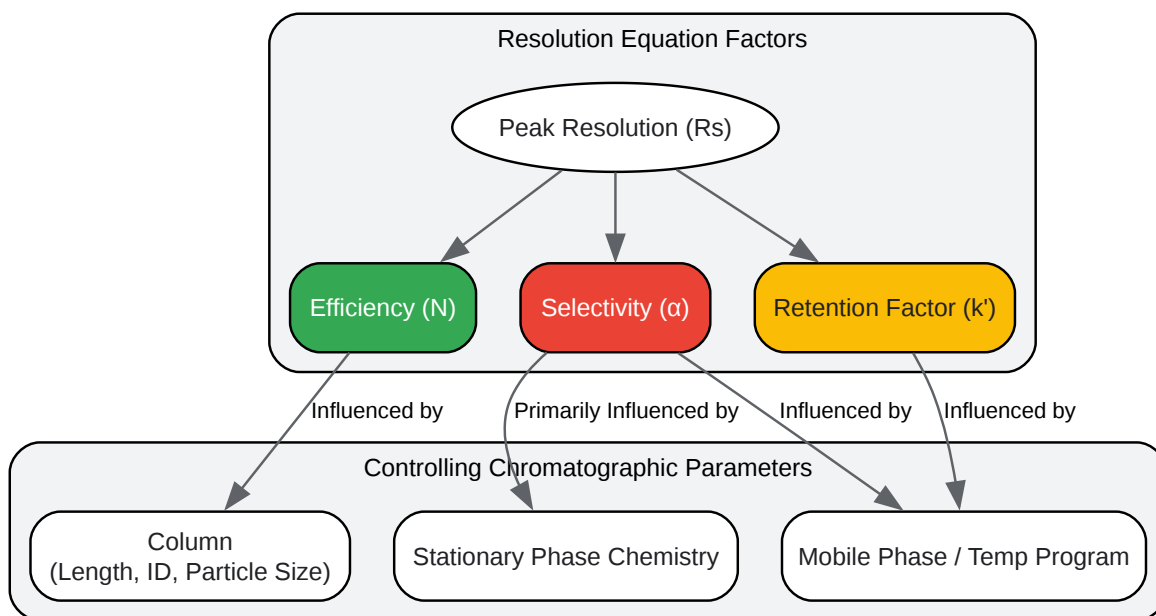 Resolution Equation Factors
Peak Resolution (Rs)
Efficiency (N)
Selectivity (α)
Retention Factor (k')
Influenced by
Primarily Influenced by
Influenced by
Influenced by
Controlling Chromatographic Parameters
Column
(Length, ID, Particle Size)
Stationary Phase Chemistry
Mobile Phase / Temp Program